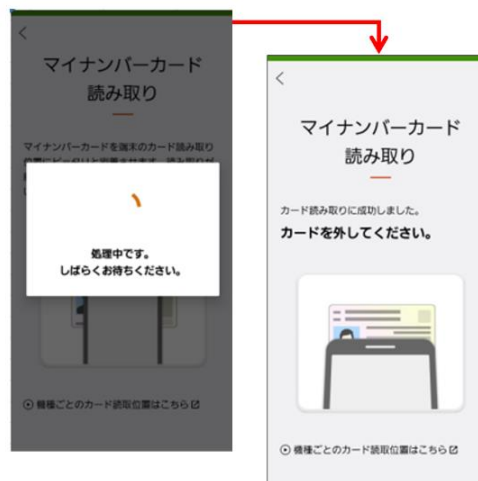 マイナンバーカード
読み取り
マイナンバーカードを端末のカード読み取り
処理中です。
しばらくお待ちください。
機種ごとのカード読取位置はこちら
マイナンバーカード
読み取り
カード読み取りに成功しました。
カードを外してください。
機種ごとのカード読取位置はこちら